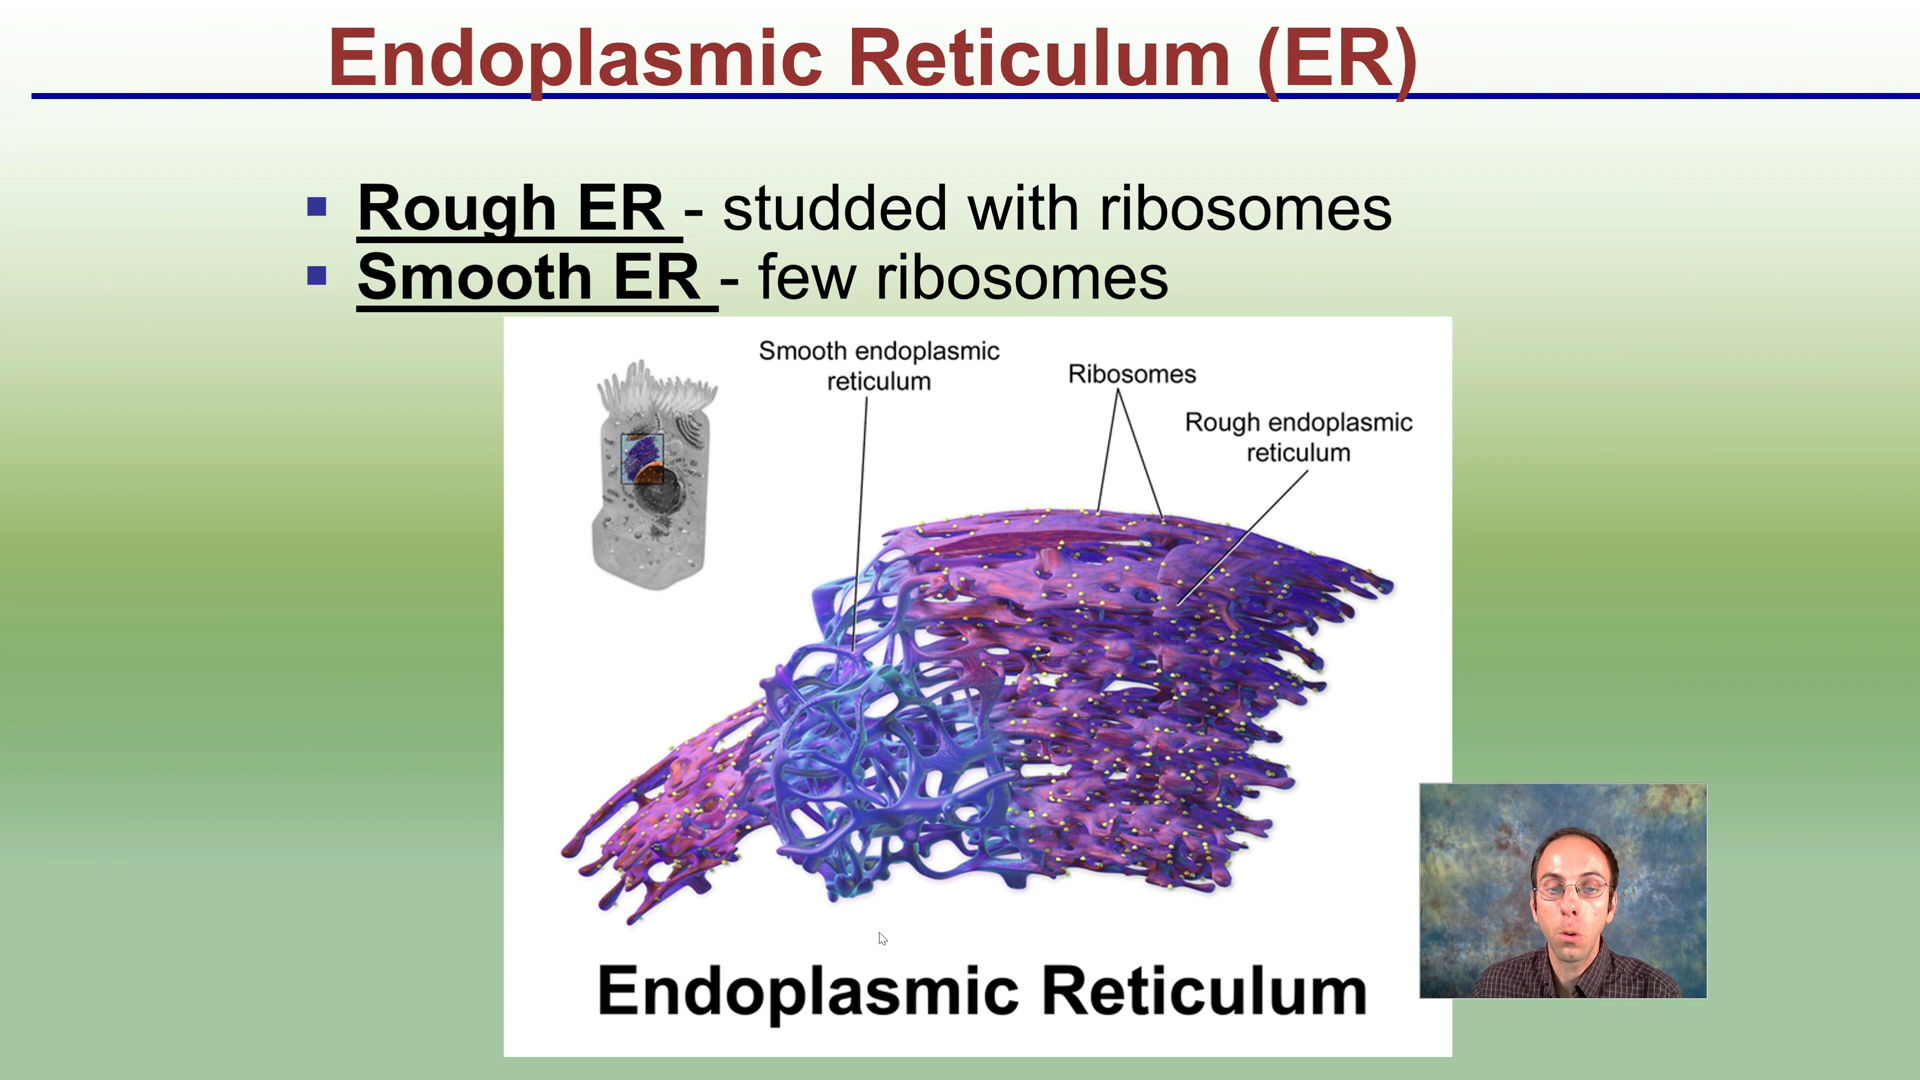 Endoplasmic Reticulum (ER)
Rough ER - studded with ribosomes
Smooth ER - few ribosomes
Smooth endoplasmic
reticulum
Ribosomes
Rough endoplasmic
reticulum
Endoplasmic Reticulum